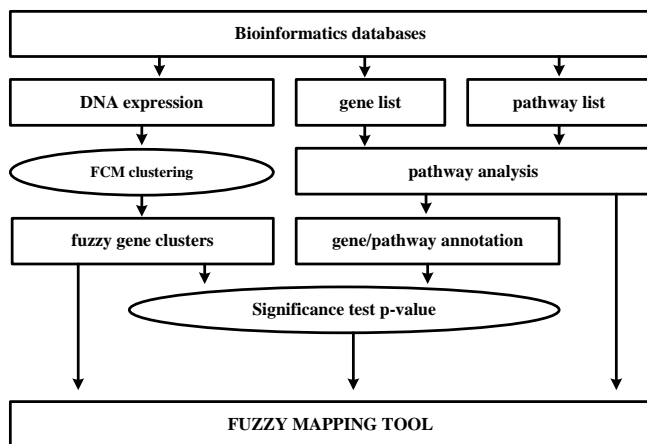 Bioinformatics databases
DNA expression
gene list
pathway list
FCM clustering
pathway analysis
fuzzy gene clusters
gene/pathway annotation
Significance test p-value
FUZZY MAPPING TOOL